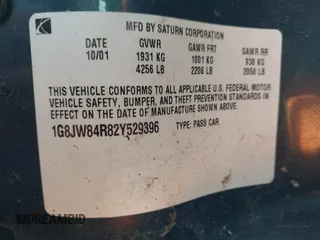 MFD BY SATURN CORPORATION
DATE GVWR GAWR FRT GAWR RR
10/01 1931 KG 1001 KG 930 KG
4256 LB 2206 LB 2050 LB
THIS VEHICLE CONFORMS TO ALL APPLICABLE U.S. FEDERAL MOTOR
VEHICLE SAFETY, BUMPER, AND THEFT PREVENTION STANDARDS IN
EFFECT ON THE DATE OF MANUFACTURE SHOWN ABOVE.
1G8JW84R82Y529396 TYPE: PASS CAR
DREAMBID